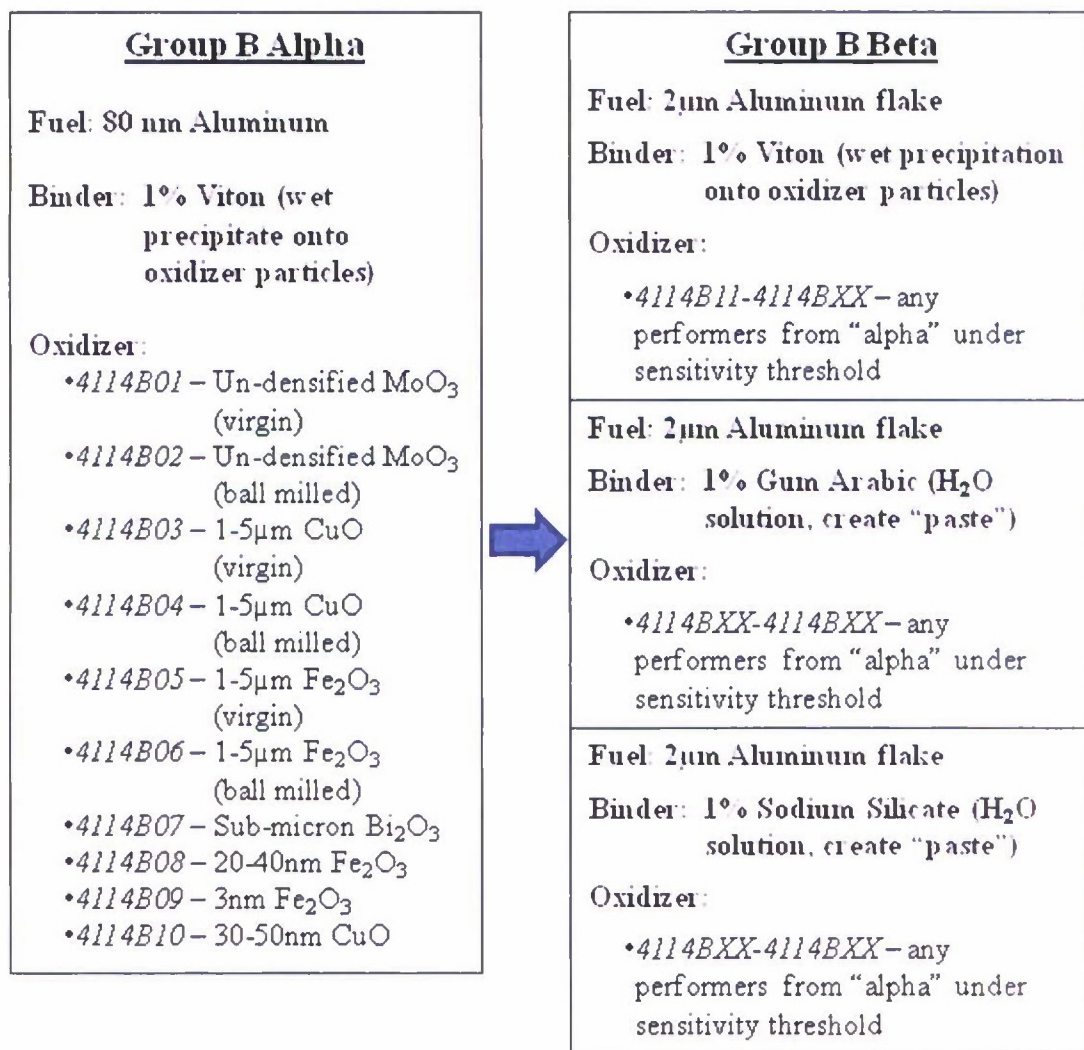 Group B Alpha
Fuel: 80 nm Aluminum
Binder: 1% Viton (wet
precipitate onto
oxidizer particles)
Oxidizer:
•4114B01 – Un-densified MoO₃
(virgin)
•4114B02 – Un-densified MoO₃
(ball milled)
•4114B03 – 1-5µm CuO
(virgin)
•4114B04 – 1-5µm CuO
(ball milled)
•4114B05 – 1-5µm Fe₂O₃
(virgin)
•4114B06 – 1-5µm Fe₂O₃
(ball milled)
•4114B07 – Sub-micron Bi₂O₃
•4114B08 – 20-40nm Fe₂O₃
•4114B09 – 3nm Fe₂O₃
•4114B10 – 30-50nm CuO
Group B Beta
Fuel: 2µm Aluminum flake
Binder: 1% Viton (wet precipitation
onto oxidizer particles)
Oxidizer:
•4114B11-4114BXX – any
performers from “alpha” under
sensitivity threshold
Fuel: 2µm Aluminum flake
Binder: 1% Gum Arabic (H₂O
solution, create “paste”)
Oxidizer:
•4114BXX-4114BXX – any
performers from “alpha” under
sensitivity threshold
Fuel: 2µm Aluminum flake
Binder: 1% Sodium Silicate (H₂O
solution, create “paste”)
Oxidizer:
•4114BXX-4114BXX – any
performers from “alpha” under
sensitivity threshold